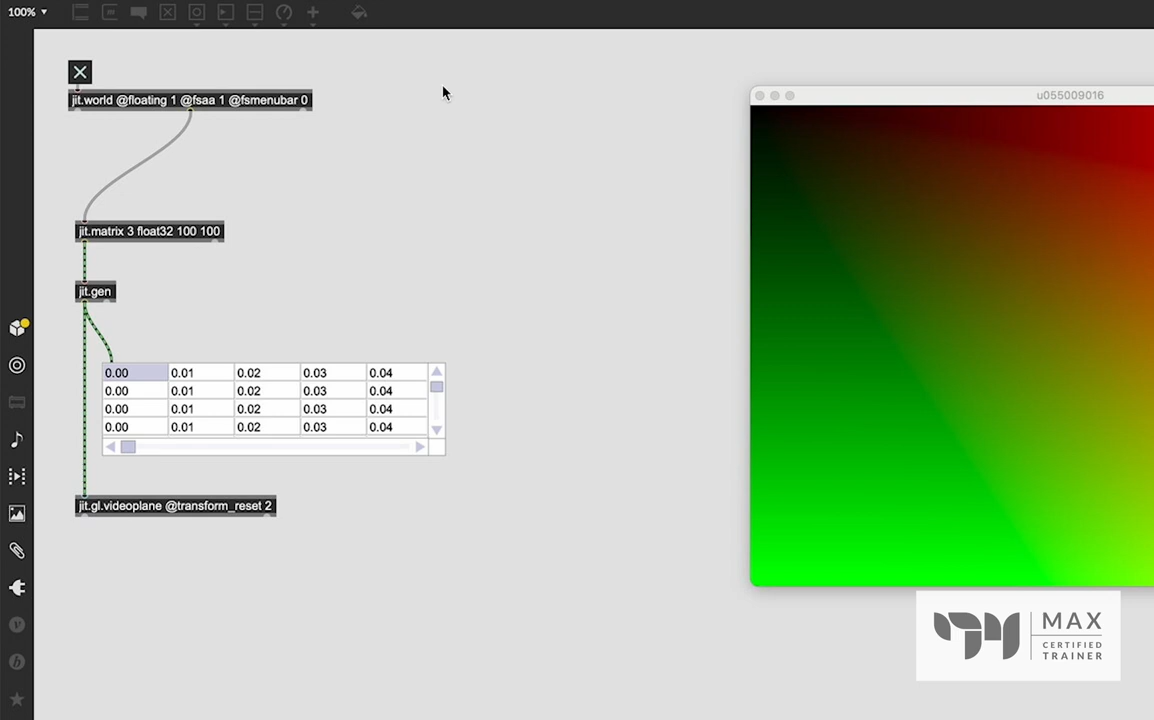 100% ▼
jit.world @floating 1 @fsaa 1 @fsmenubar 0
u055009016
jit.matrix 3 float32 100 100
jit.gen
0.00 0.01 0.02 0.03 0.04
0.00 0.01 0.02 0.03 0.04
0.00 0.01 0.02 0.03 0.04
0.00 0.01 0.02 0.03 0.04
jit.gl.videoplane @transform_reset 2
MAX
CERTIFIED
TRAINER